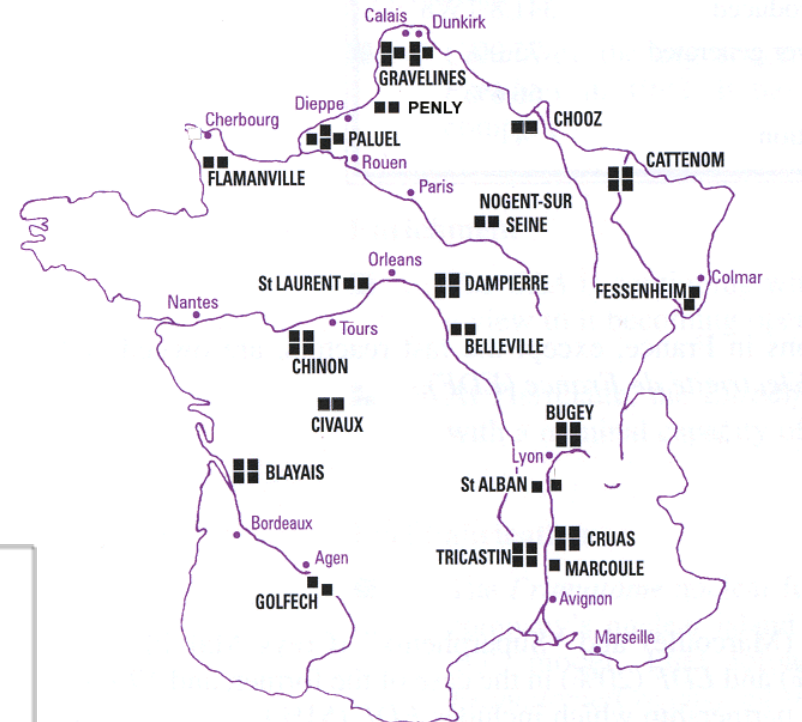 Calais
Dunkirk
GRAVELINES
Dieppe
PENLY
CHOOZ
Cherbourg
PALUEL
Rouen
CATTENOM
FLAMANVILLE
Paris
NOGENT-SUR
SEINE
Orleans
Colmar
St LAURENT
DAMPIERRE
FESSENHEIM
Nantes
Tours
BELLEVILLE
CHINON
CIVAUX
BUGEY
Lyon
BLAYAIS
St ALBAN
Bordeaux
CRUAS
TRICASTIN
Agen
MARCOULE
GOLFECH
Avignon
Marseille